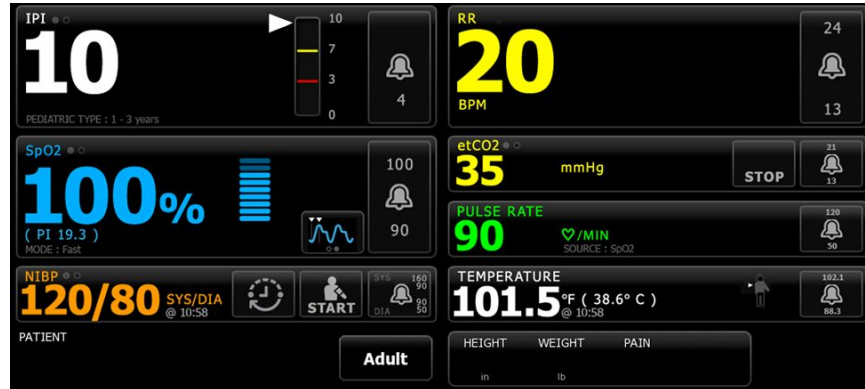 IPI
10
10
7
3
0
4
PEDIATRIC TYPE : 1 - 3 years
RR
20
BPM
24
13
SpO2
100%
( PI 19.3 )
MODE : Fast
100
90
etCO2
35
mmHg
STOP
21
13
PULSE RATE
90
/MIN
SOURCE : SpO2
120
50
NIBP
120/80
SYS/DIA
@ 10:58
START
SYS
160
90
DIA
90
50
TEMPERATURE
101.5 °F ( 38.6° C )
@ 10:58
102.1
88.3
PATIENT
Adult
HEIGHT WEIGHT PAIN
in lb